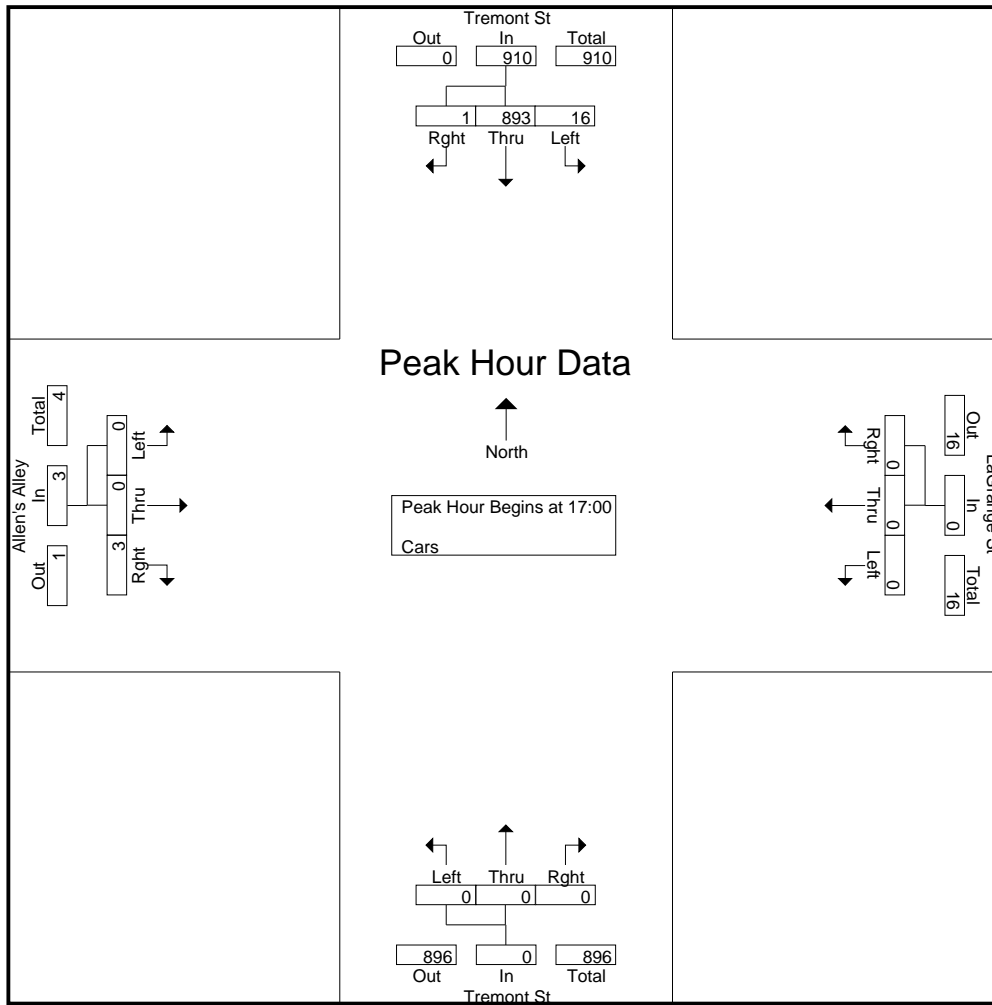 Tremont St
Out In Total
0 910 910
1 893 16
Rght Thru Left
Peak Hour Data
North
Peak Hour Begins at 17:00
Cars
Allen's Alley
Total In Out
4 3 1
0 0 3
Left Thru Rght
LaGrange St
Out In Total
16 0 16
0 0 0
Rght Thru Left
Left Thru Rght
0 0 0
896 0 896
Out In Total
Tremont St